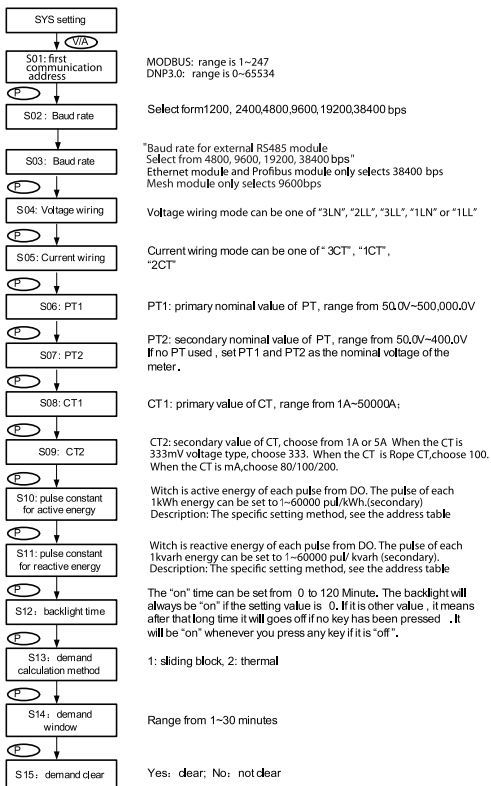 SYS setting
V/A
S01: first
communication
address
MODBUS: range is 1~247
DNP3.0: range is 0~65534
P
S02 : Baud rate
Select form1200, 2400,4800,9600, 19200,38400 bps
S03: Baud rate
"Baud rate for external RS485 module
Select from 4800, 9600, 19200, 38400 bps"
Ethernet module and Profibus module only selects 38400 bps
Mesh module only selects 9600bps
P
S04: Voltage wiring
Voltage wiring mode can be one of "3LN", "2LL", "3LL", "1LN" or "1LL"
P
S05: Current wiring
Current wiring mode can be one of " 3CT", "1CT",
"2CT"
P
S06: PT1
PT1: primary nominal value of PT, range from 50.0V~500,000.0V
P
S07: PT2
PT2: secondary nominal value of PT, range from 50.0V~400.0V
If no PT used , set PT1 and PT2 as the nominal voltage of the
meter.
P
S08: CT1
CT1: primary value of CT, range from 1A~50000A;
P
S09: CT2
CT2: secondary value of CT, choose from 1A or 5A When the CT is
333mV voltage type, choose 333. When the CT is Rope CT,choose 100.
When the CT is mA,choose 80/100/200.
P
S10: pulse constant
for active energy
Witch is active energy of each pulse from DO. The pulse of each
1kWh energy can be set to 1~60000 pul/kWh.(secondary)
Description: The specific setting method, see the address table
P
S11: pulse constant
for reactive energy
Witch is reactive energy of each pulse from DO. The pulse of each
1kvarh energy can be set to 1~60000 pul/ kvarh (secondary).
Description: The specific setting method, see the address table
P
S12: backlight time
The "on" time can be set from 0 to 120 Minute. The backlight will
always be "on" if the setting value is 0. If it is other value , it means
after that long time it will goes off if no key has been pressed . It
will be "on" whenever you press any key if it is "off".
P
S13: demand
calculation method
1: sliding block, 2: thermal
P
S14: demand
window
Range from 1~30 minutes
P
S15: demand clear
Yes: clear; No: not clear